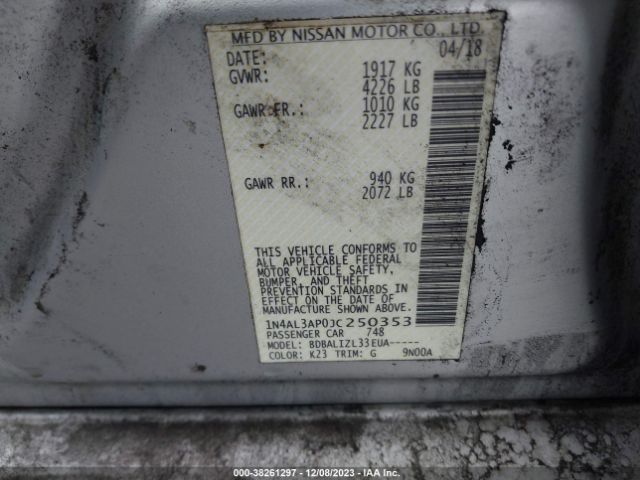 MFD BY NISSAN MOTOR CO., LTD.
DATE: 04/18
GVWR: 1917 KG
4226 LB
GAWR FR.: 1010 KG
2227 LB
GAWR RR.: 940 KG
2072 LB
THIS VEHICLE CONFORMS TO
ALL APPLICABLE FEDERAL
MOTOR VEHICLE SAFETY,
BUMPER, AND THEFT
PREVENTION STANDARDS IN
EFFECT ON THE DATE OF
MANUFACTURE SHOWN ABOVE.
1N4AL3AP0JC250353
PASSENGER CAR 748
MODEL: BDBALIZL33EUA-----
COLOR: K23 TRIM: G 9N00A
000-38261297 - 12/08/2023 - IAA Inc.